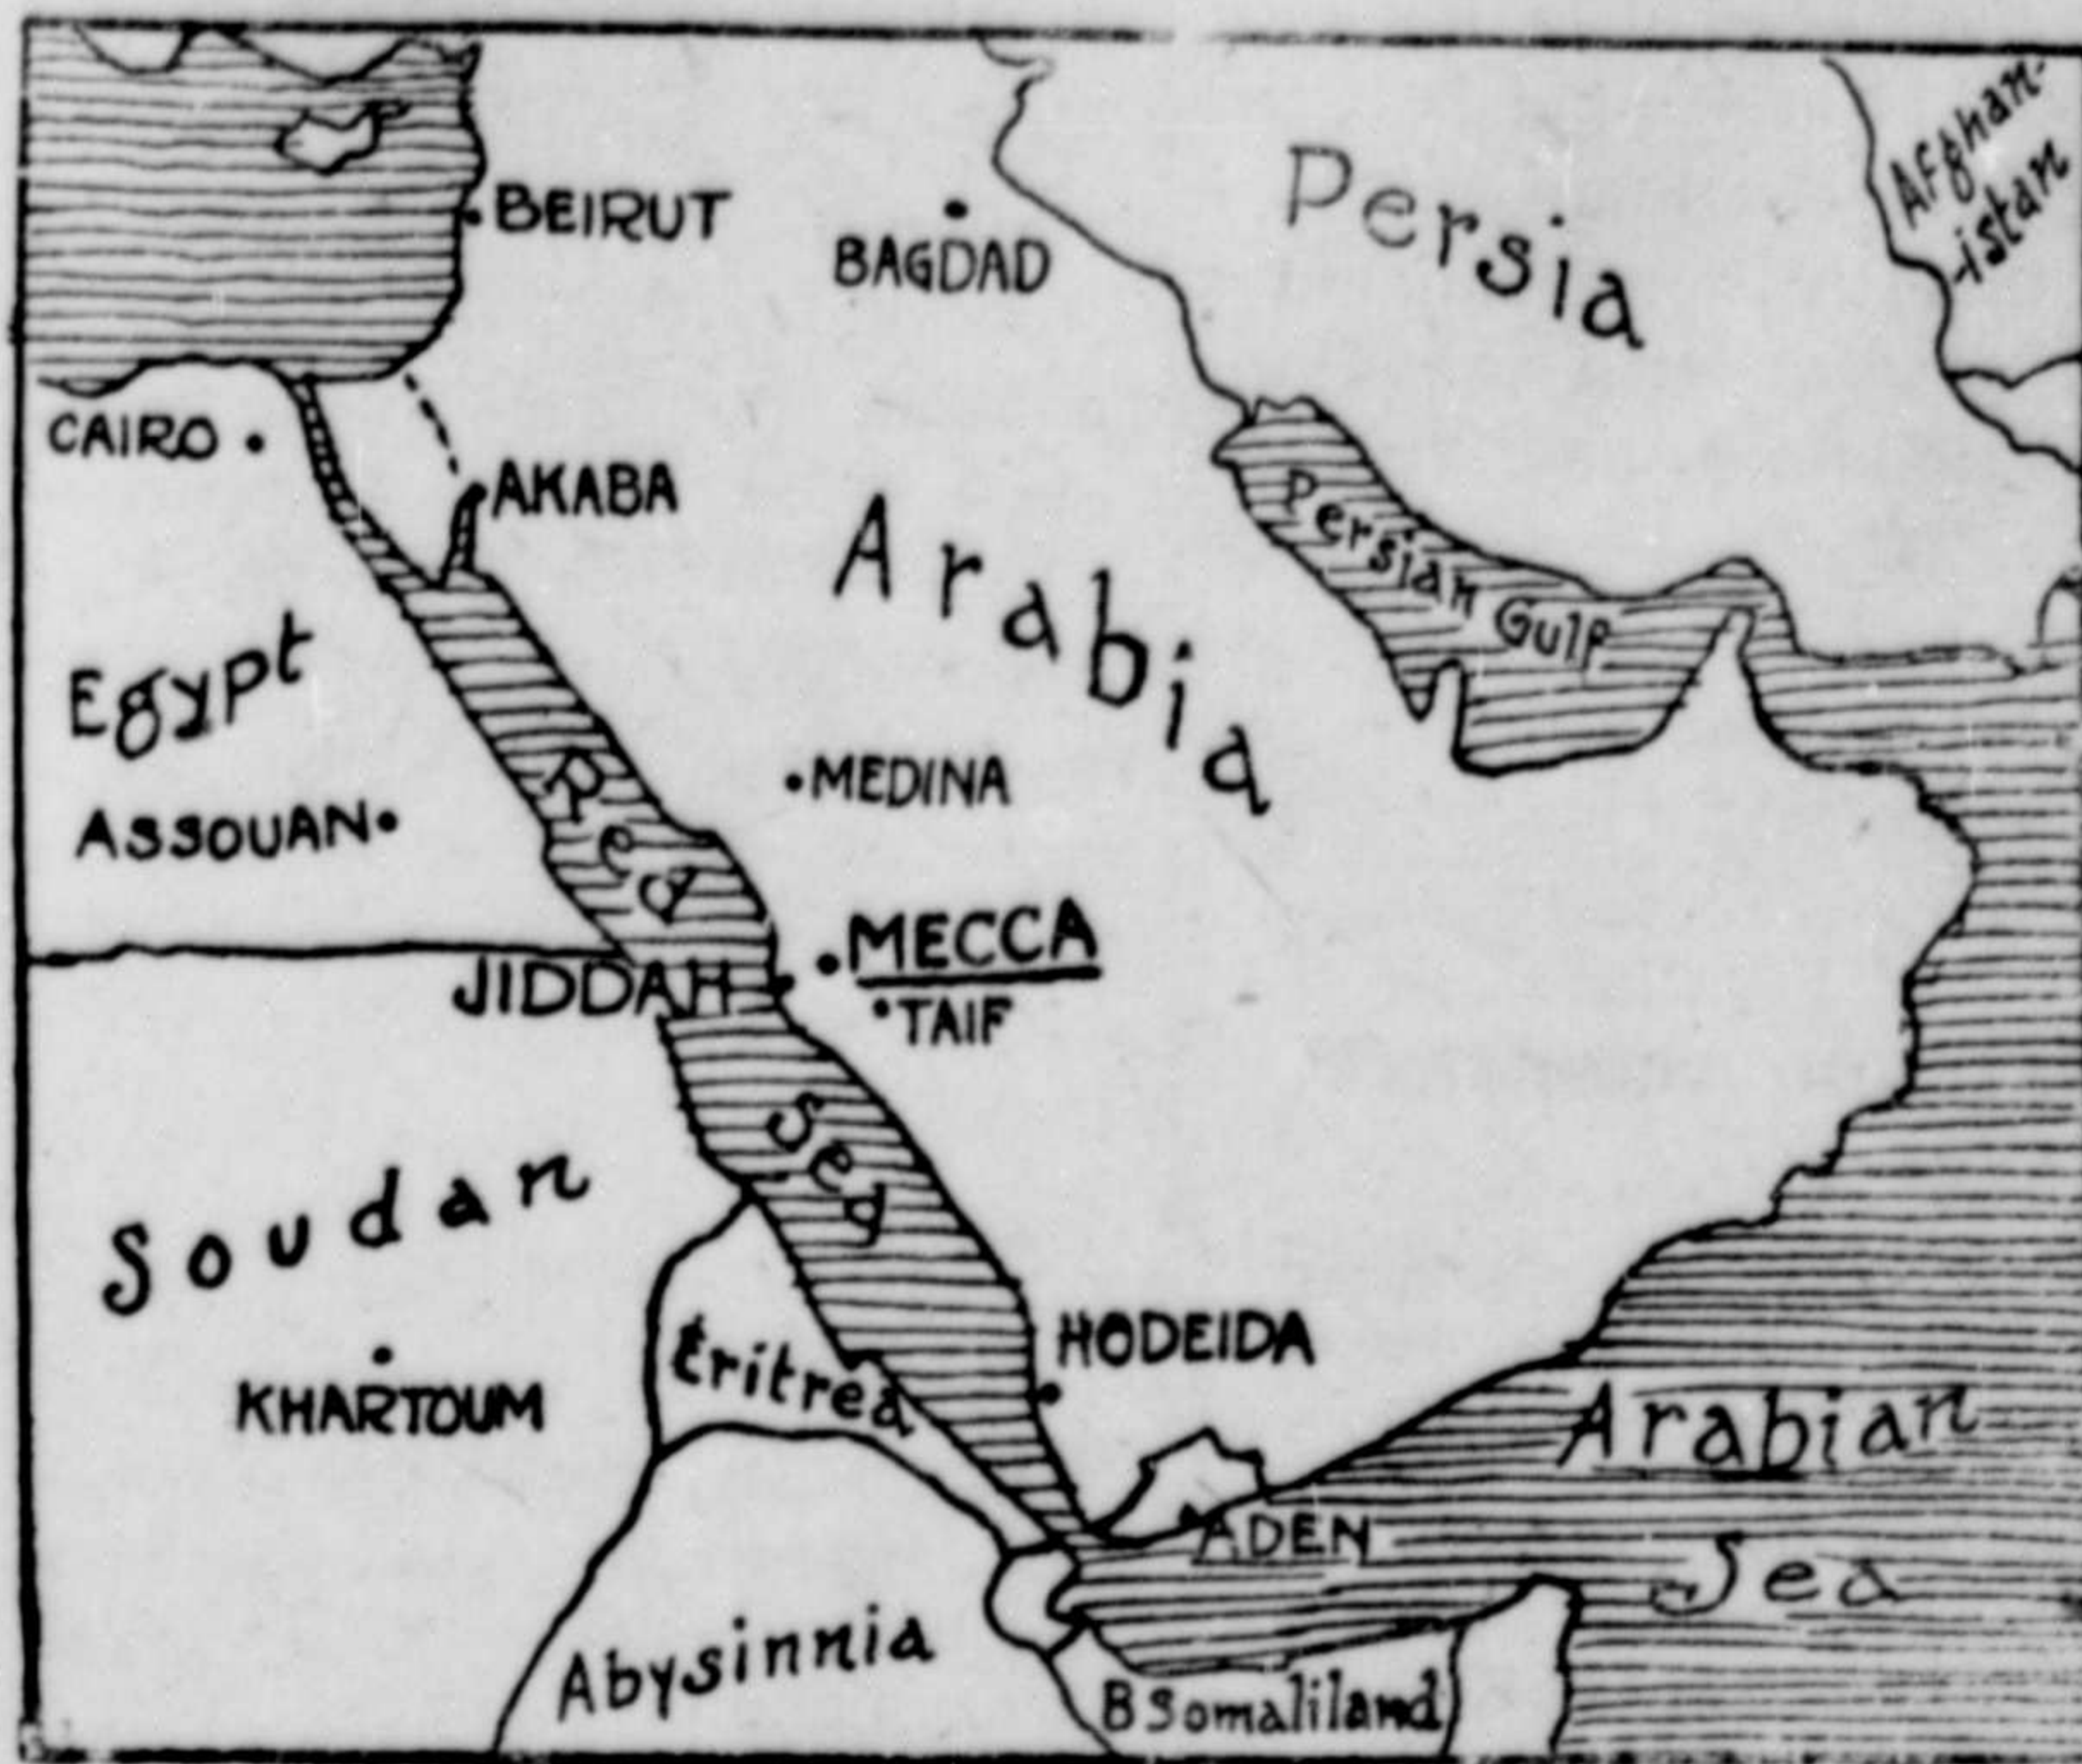 Afghan-
-istan
Persia
BEIRUT
BAGDAD
CAIRO
AKABA
Arabia
Persian Gulf
Egypt
MEDINA
ASSOUAN
Red Sea
MECCA
JIDDAH
TAIF
Soudan
HODEIDA
Eritrea
KHARTOUM
Arabian
Sea
ADEN
Abysinnia
B Somaliland